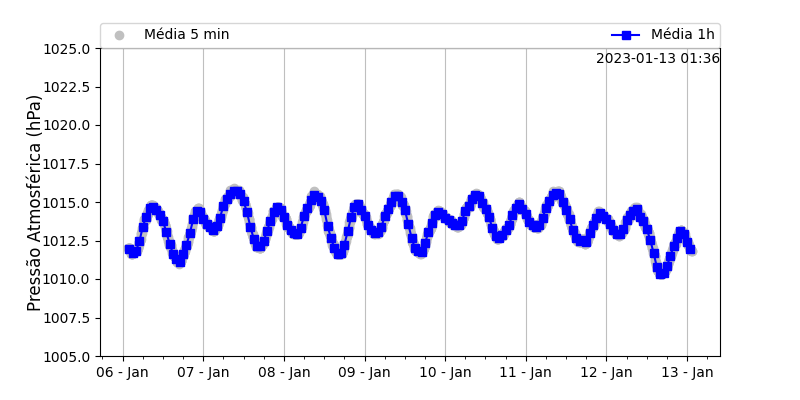 Média 5 min
Média 1h
2023-01-13 01:36
Pressão Atmosférica (hPa)
1025.0
1022.5
1020.0
1017.5
1015.0
1012.5
1010.0
1007.5
1005.0
06 - Jan
07 - Jan
08 - Jan
09 - Jan
10 - Jan
11 - Jan
12 - Jan
13 - Jan